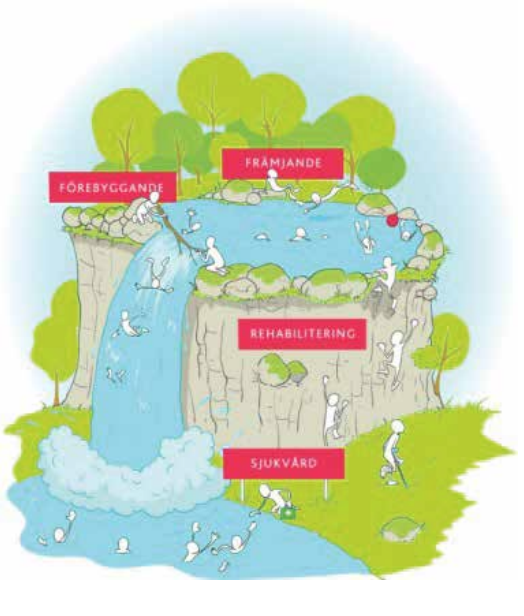 FRÄMJANDE
FÖREBYGGANDE
REHABILITERING
SJUKVÅRD